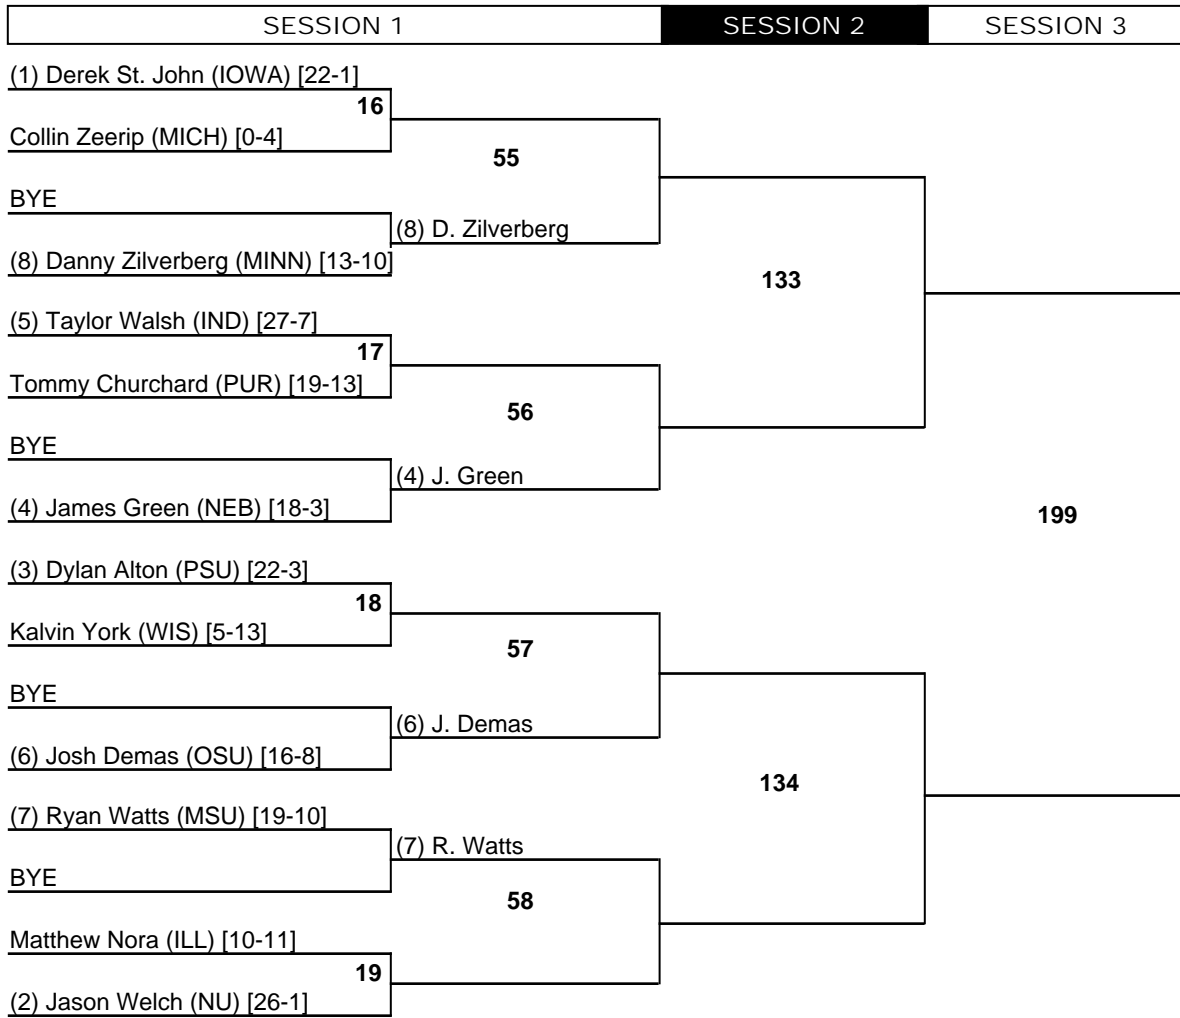 SESSION 1 SESSION 2 SESSION 3
(1) Derek St. John (IOWA) [22-1]
16
Collin Zeerip (MICH) [0-4]
55
BYE
(8) D. Zilverberg
(8) Danny Zilverberg (MINN) [13-10]
133
(5) Taylor Walsh (IND) [27-7]
17
Tommy Churchard (PUR) [19-13]
56
BYE
(4) J. Green
(4) James Green (NEB) [18-3]
199
(3) Dylan Alton (PSU) [22-3]
18
Kalvin York (WIS) [5-13]
57
BYE
(6) J. Demas
(6) Josh Demas (OSU) [16-8]
134
(7) Ryan Watts (MSU) [19-10]
(7) R. Watts
BYE
58
Matthew Nora (ILL) [10-11]
19
(2) Jason Welch (NU) [26-1]